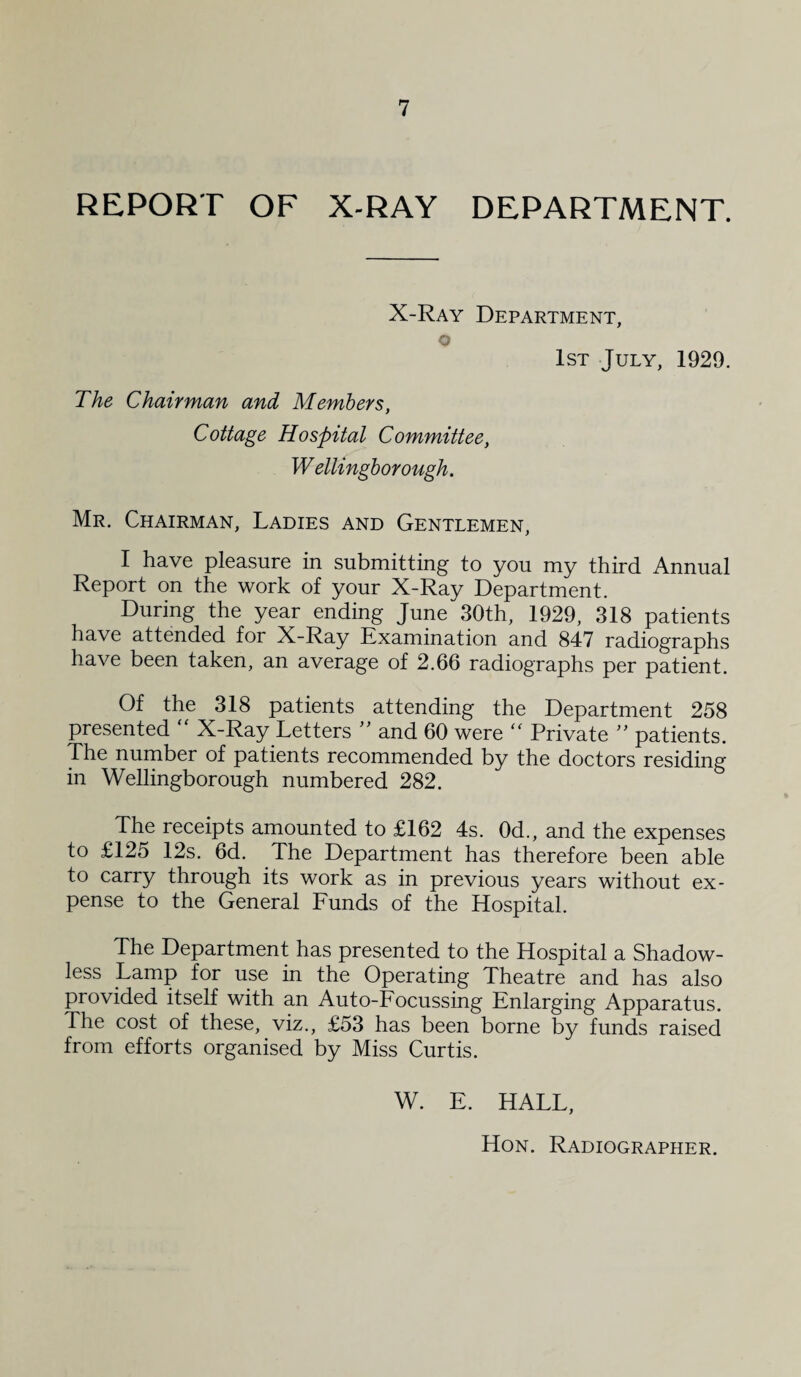 7
REPORT OF X-RAY DEPARTMENT.
X-Ray Department,
1st July, 1929.
The Chairman and Members,
Cottage Hospital Committee,
Wellingborough.
Mr. Chairman, Ladies and Gentlemen,
I have pleasure in submitting to you my third Annual
Report on the work of your X-Ray Department.
During the year ending June 30th, 1929, 318 patients
have attended for X-Ray Examination and 847 radiographs
have been taken, an average of 2.66 radiographs per patient.
Of the 318 patients attending the Department 258
presented “ X-Ray Letters ” and 60 were “ Private ” patients.
The number of patients recommended by the doctors residing
in Wellingborough numbered 282.
The receipts amounted to £162 4s. 0d., and the expenses
to £125 12s. 6d. The Department has therefore been able
to carry through its work as in previous years without ex-
pense to the General Funds of the Hospital.
The Department has presented to the Hospital a Shadow-
less Lamp for use in the Operating Theatre and has also
provided itself with an Auto-Focussing Enlarging Apparatus.
The cost of these, viz., £53 has been borne by funds raised
from efforts organised by Miss Curtis.
W. E. HALL,
Hon. Radiographer.